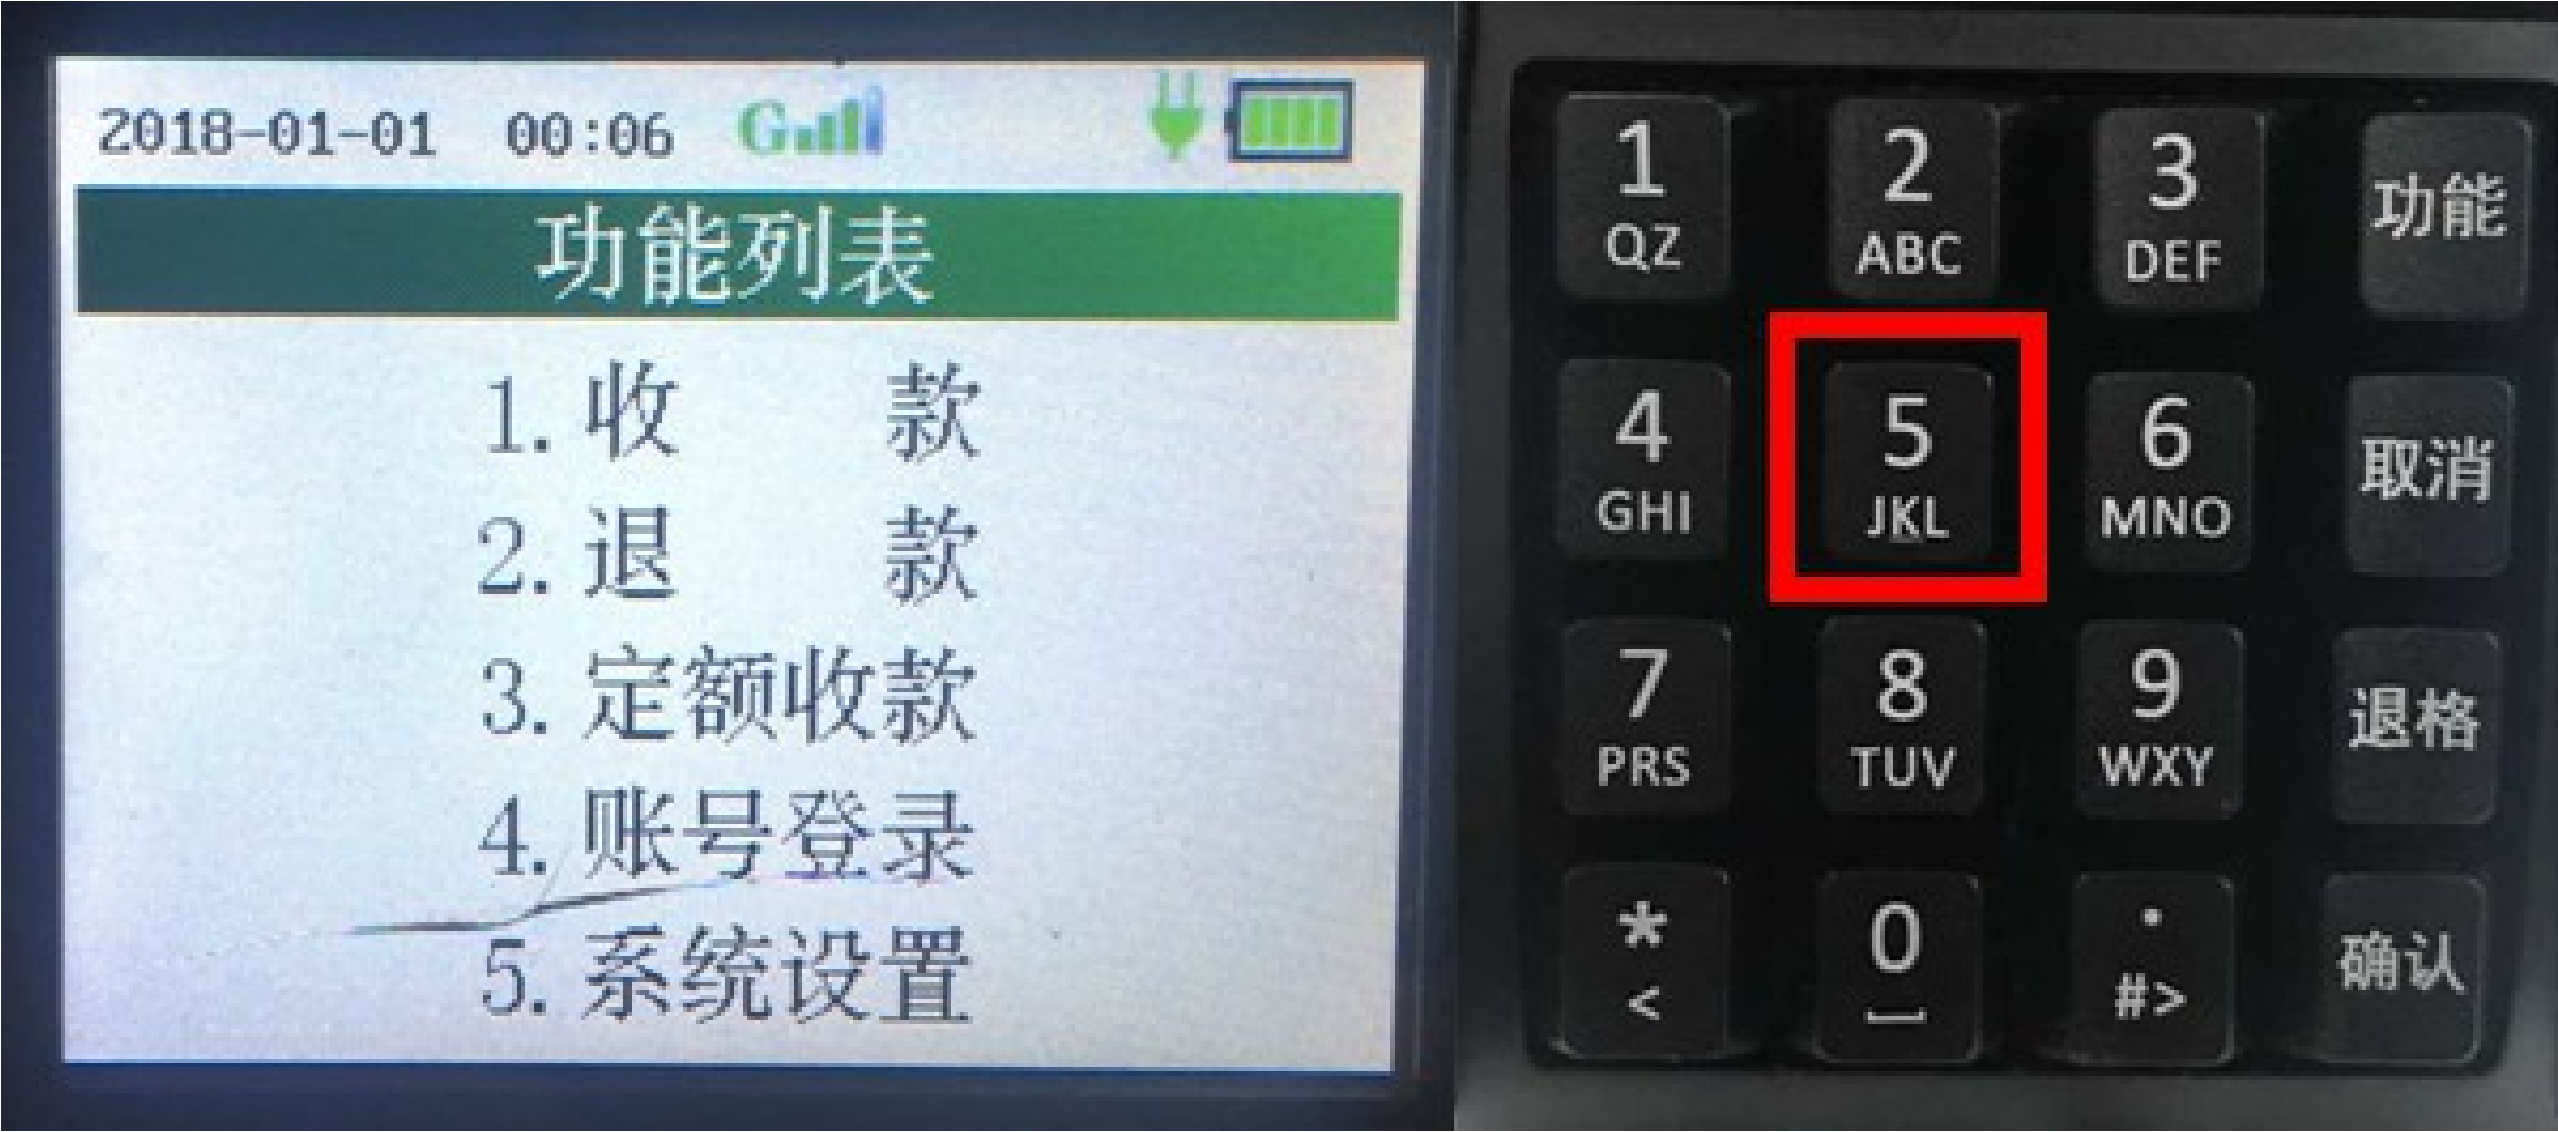 2018-01-01 00:06 G
功能列表
1. 收 款
2. 退 款
3. 定额收款
4. 账号登录
5. 系统设置
1 2 3 功能
QZ ABC DEF
4 5 6 取消
GHI JKL MNO
7 8 9 退格
PRS TUV WXY
* 0 . 确认
< #>